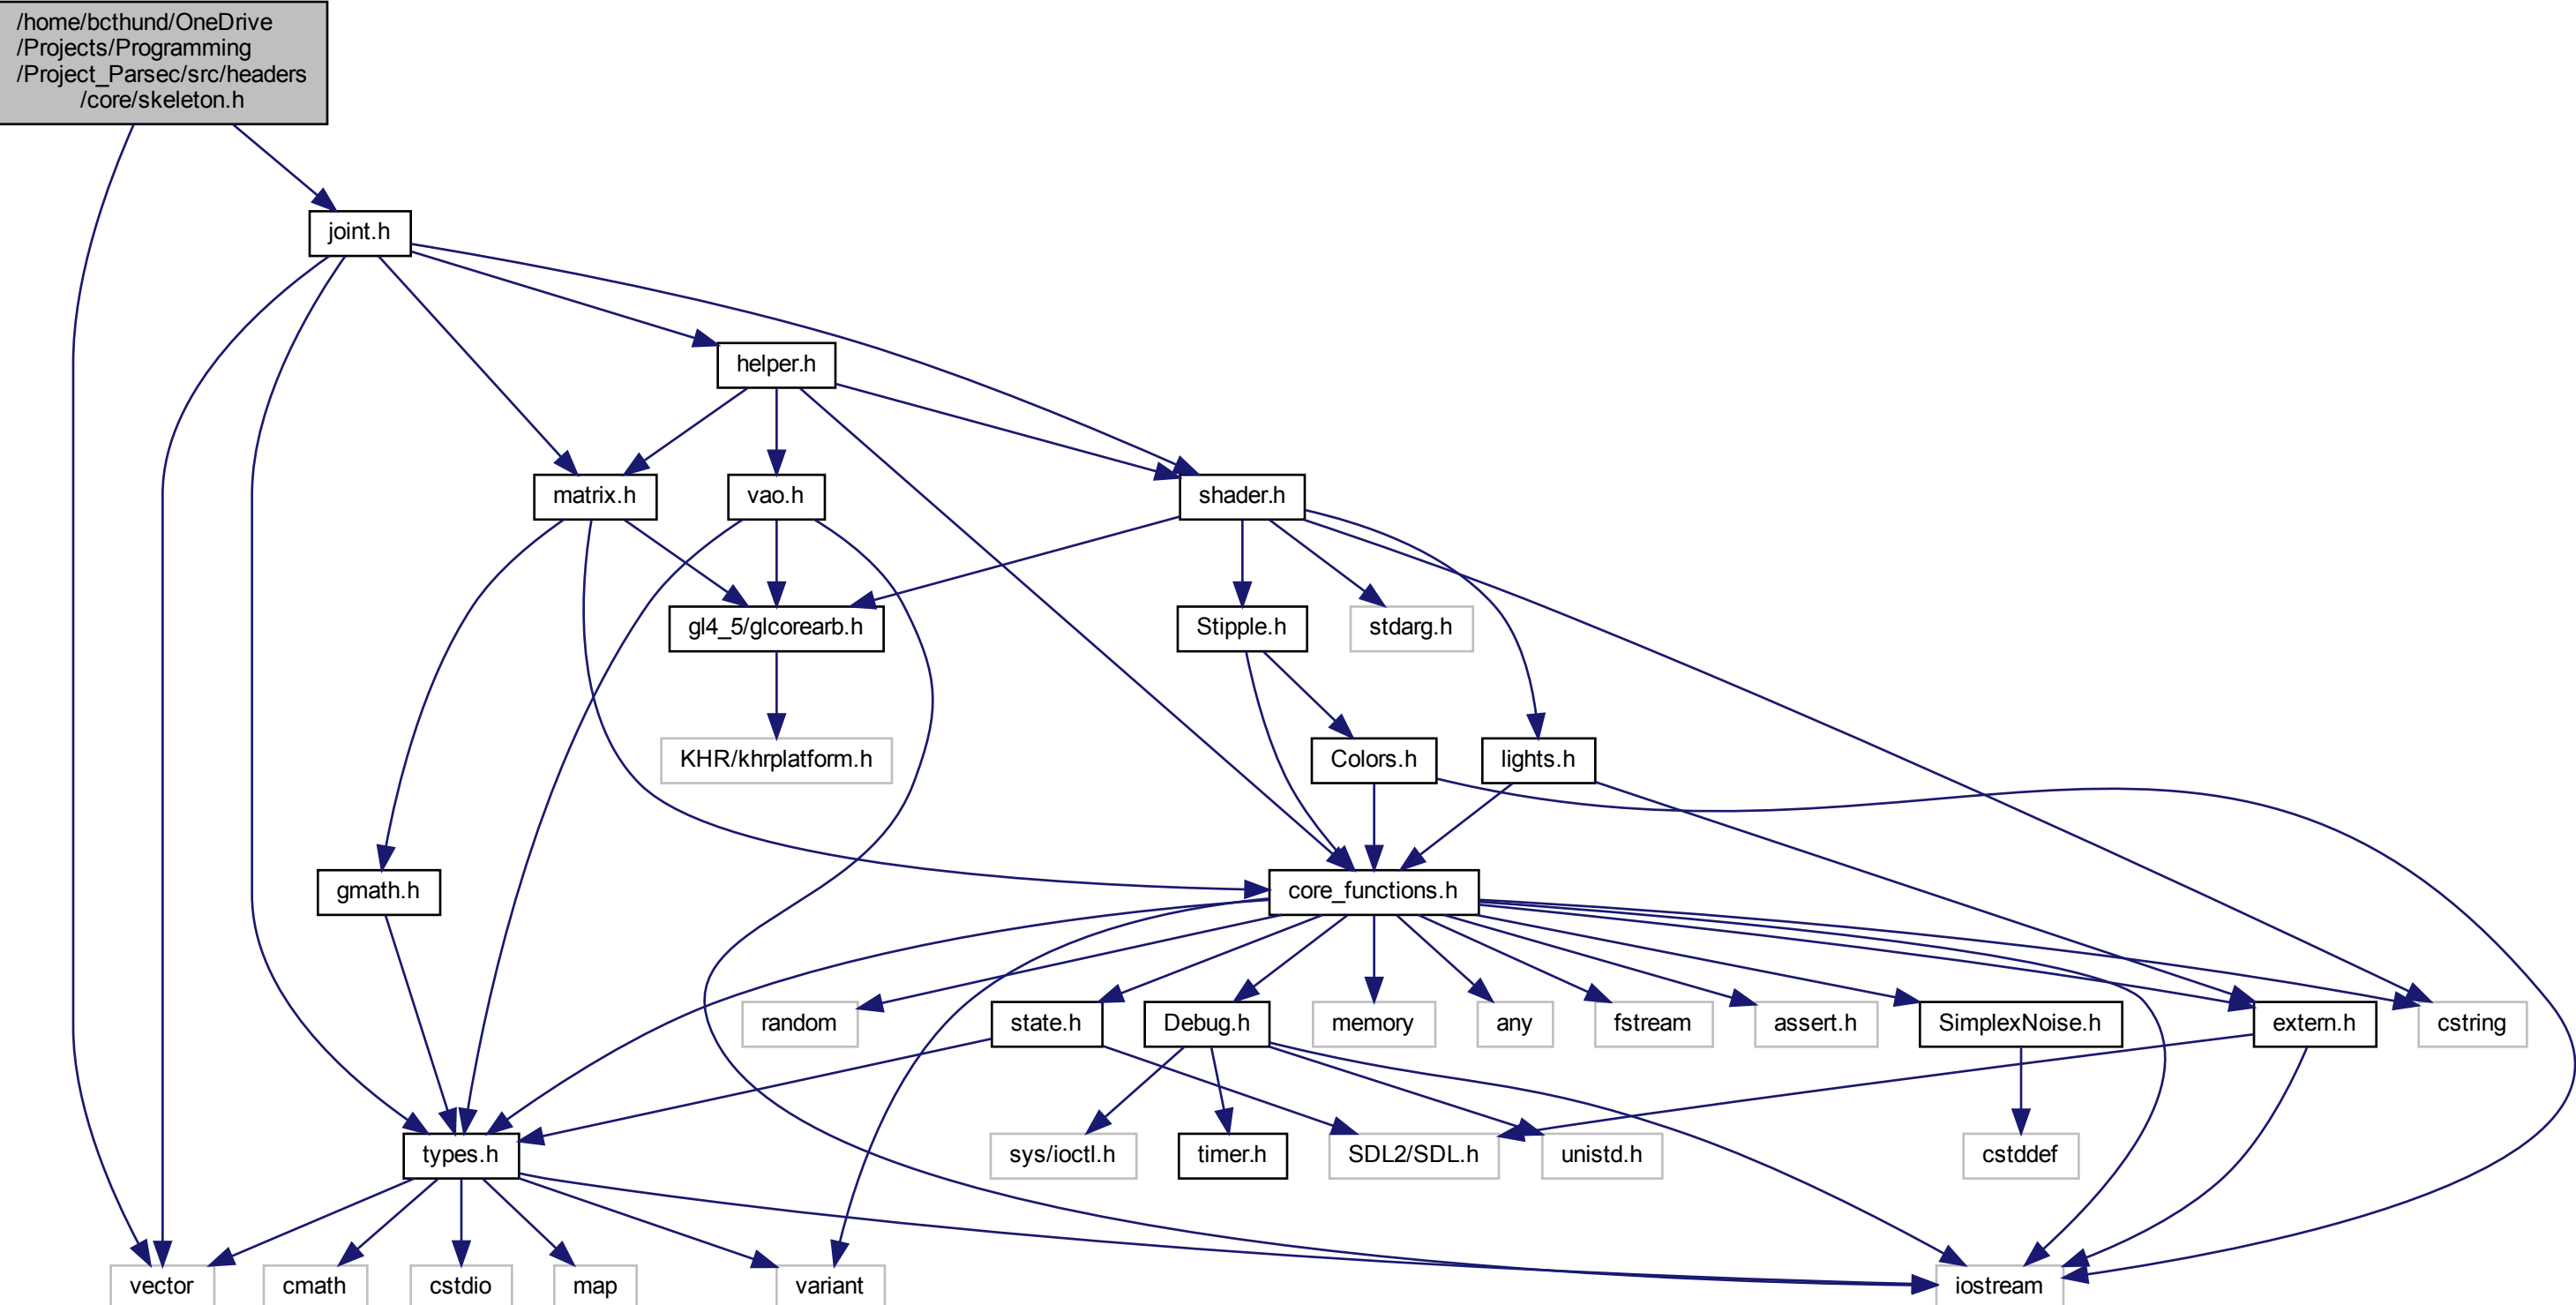 /home/bcthund/OneDrive
/Projects/Programming
/Project_Parsec/src/headers
/core/skeleton.h
joint.h
helper.h
matrix.h
vao.h
shader.h
gl4_5/glcorearb.h
Stipple.h
stdarg.h
KHR/khrplatform.h
Colors.h
lights.h
gmath.h
core_functions.h
random
state.h
Debug.h
memory
any
fstream
assert.h
SimplexNoise.h
extern.h
cstring
types.h
sys/ioctl.h
timer.h
SDL2/SDL.h
unistd.h
cstddef
vector
cmath
cstdio
map
variant
iostream